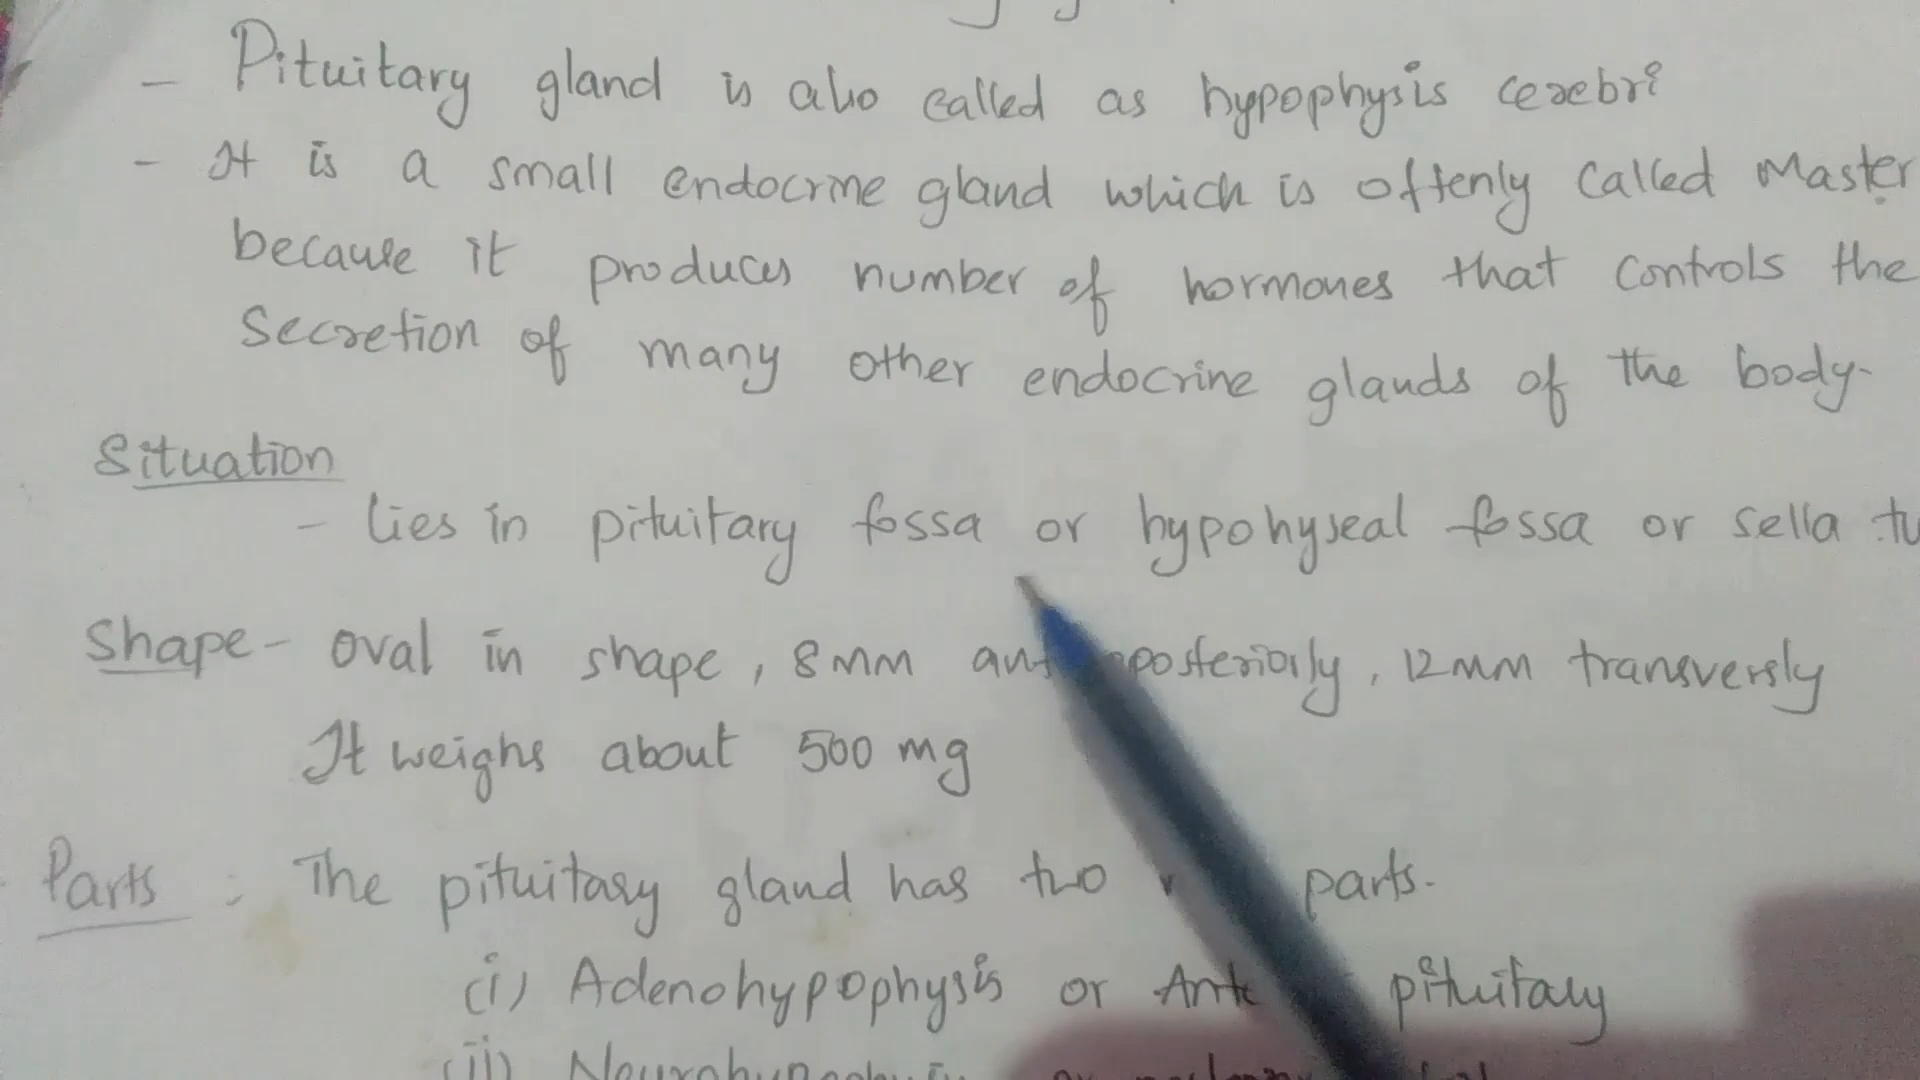 - Pituitary gland is also called as hypophysis cerebri
- It is a small endocrine gland which is oftenly called Master
because it produces number of hormones that controls the
Secretion of many other endocrine glands of the body.
Situation
- lies in pituitary fossa or hypohyseal fossa or sella tu
Shape - oval in shape, 8mm posteriorly, 12mm transversly
It weighs about 500 mg
Parts : The pituitary gland has two parts.
(i) Adenohypophysis or pituitary
(ii)